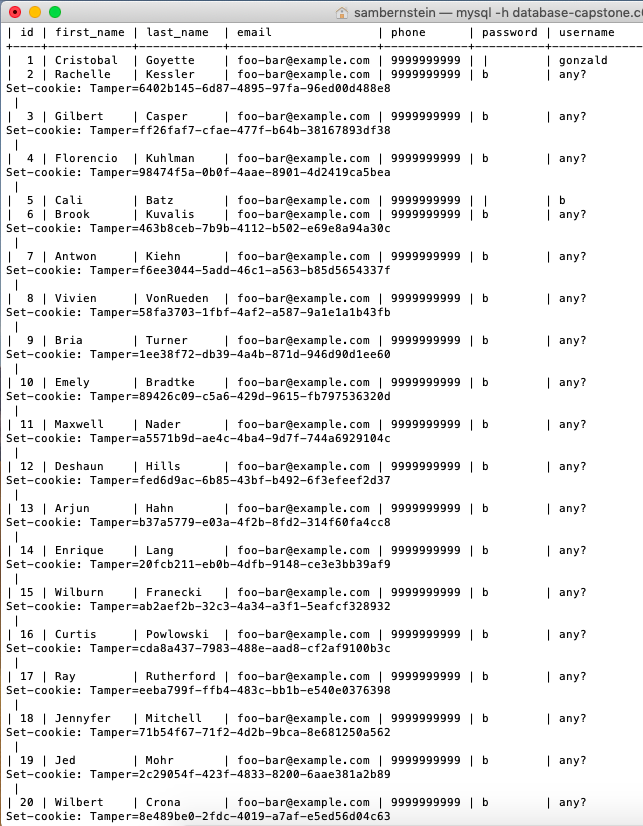 sambernstein — mysql -h database-capstone.c
| id | first_name | last_name | email | phone | password | username
+----+------------+------------+---------------------+------------+----------+-----------
| 1 | Cristobal | Goyette | foo-bar@example.com | 9999999999 | | | gonzald
| 2 | Rachelle | Kessler | foo-bar@example.com | 9999999999 | b | any?
Set-cookie: Tamper=6402b145-6d87-4895-97fa-96ed00d488e8
|
| 3 | Gilbert | Casper | foo-bar@example.com | 9999999999 | b | any?
Set-cookie: Tamper=ff26faf7-cfae-477f-b64b-38167893df38
|
| 4 | Florencio | Kuhlman | foo-bar@example.com | 9999999999 | b | any?
Set-cookie: Tamper=98474f5a-0b0f-4aae-8901-4d2419ca5bea
|
| 5 | Cali | Batz | foo-bar@example.com | 9999999999 | | | b
| 6 | Brook | Kuvalis | foo-bar@example.com | 9999999999 | b | any?
Set-cookie: Tamper=463b8ceb-7b9b-4112-b502-e69e8a94a30c
|
| 7 | Antwon | Kiehn | foo-bar@example.com | 9999999999 | b | any?
Set-cookie: Tamper=f6ee3044-5add-46c1-a563-b85d5654337f
|
| 8 | Vivien | VonRueden | foo-bar@example.com | 9999999999 | b | any?
Set-cookie: Tamper=58fa3703-1fbf-4af2-a587-9a1e1a1b43fb
|
| 9 | Bria | Turner | foo-bar@example.com | 9999999999 | b | any?
Set-cookie: Tamper=1ee38f72-db39-4a4b-871d-946d90d1ee60
|
| 10 | Emely | Bradtke | foo-bar@example.com | 9999999999 | b | any?
Set-cookie: Tamper=89426c09-c5a6-429d-9615-fb797536320d
|
| 11 | Maxwell | Nader | foo-bar@example.com | 9999999999 | b | any?
Set-cookie: Tamper=a5571b9d-ae4c-4ba4-9d7f-744a6929104c
|
| 12 | Deshaun | Hills | foo-bar@example.com | 9999999999 | b | any?
Set-cookie: Tamper=fed6d9ac-6b85-43bf-b492-6f3efeef2d37
|
| 13 | Arjun | Hahn | foo-bar@example.com | 9999999999 | b | any?
Set-cookie: Tamper=b37a5779-e03a-4f2b-8fd2-314f60fa4cc8
|
| 14 | Enrique | Lang | foo-bar@example.com | 9999999999 | b | any?
Set-cookie: Tamper=20fcb211-eb0b-4dfb-9148-ce3e3bb39af9
|
| 15 | Wilburn | Franecki | foo-bar@example.com | 9999999999 | b | any?
Set-cookie: Tamper=ab2aef2b-32c3-4a34-a3f1-5eafcf328932
|
| 16 | Curtis | Powlowski | foo-bar@example.com | 9999999999 | b | any?
Set-cookie: Tamper=cda8a437-7983-488e-aad8-cf2af9100b3c
|
| 17 | Ray | Rutherford | foo-bar@example.com | 9999999999 | b | any?
Set-cookie: Tamper=eeba799f-ffb4-483c-bb1b-e540e0376398
|
| 18 | Jennyfer | Mitchell | foo-bar@example.com | 9999999999 | b | any?
Set-cookie: Tamper=71b54f67-71f2-4d2b-9bca-8e681250a562
|
| 19 | Jed | Mohr | foo-bar@example.com | 9999999999 | b | any?
Set-cookie: Tamper=2c29054f-423f-4833-8200-6aae381a2b89
|
| 20 | Wilbert | Crona | foo-bar@example.com | 9999999999 | b | any?
Set-cookie: Tamper=8e489be0-2fdc-4019-a7af-e5ed56d04c63